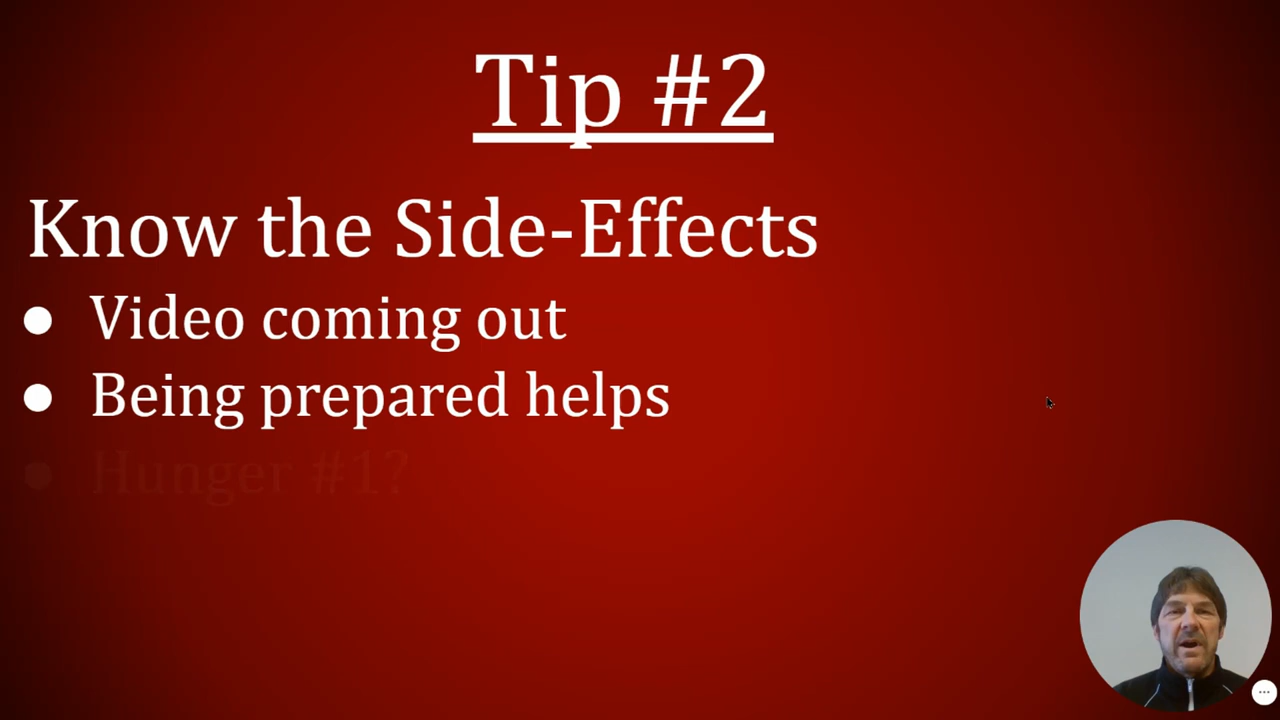 Tip #2
Know the Side-Effects
● Video coming out
● Being prepared helps
● Hunger #1?